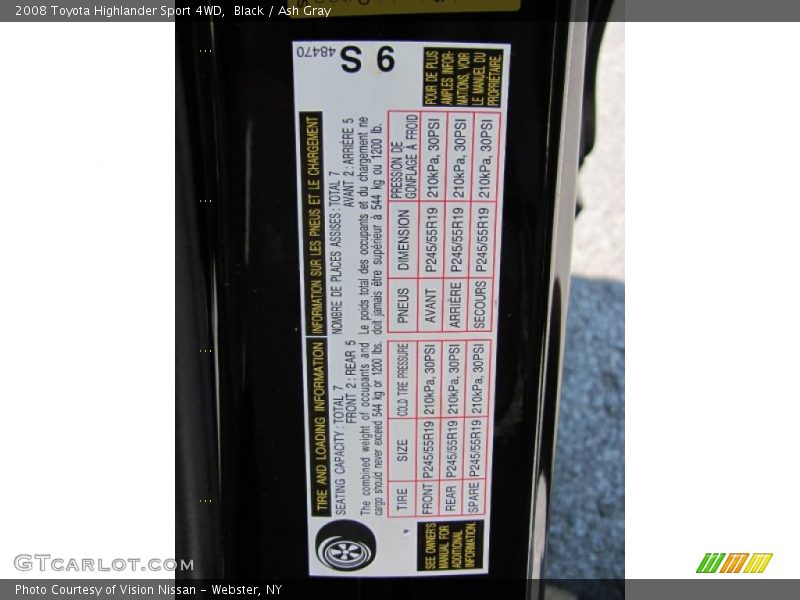 2008 Toyota Highlander Sport 4WD,  Black / Ash Gray
TIRE AND LOADING INFORMATION
SEATING CAPACITY : TOTAL 7
FRONT 2 : REAR 5
The combined weight of occupants and
cargo should never exceed 544 kg or 1200 lbs.
TIRE SIZE COLD TIRE PRESSURE
FRONT P245/55R19 210kPa, 30PSI
REAR P245/55R19 210kPa, 30PSI
SPARE P245/55R19 210kPa, 30PSI
SEE OWNER'S
MANUAL FOR
ADDITIONAL
INFORMATION.
INFORMATION SUR LES PNEUS ET LE CHARGEMENT
NOMBRE DE PLACES ASSISES : TOTAL 7
AVANT 2 : ARRIÈRE 5
Le poids total des occupants et du chargement ne
doit jamais être supérieur à 544 kg ou 1200 lb.
PNEUS DIMENSION PRESSION DE
GONFLAGE À FROID
AVANT P245/55R19 210kPa, 30PSI
ARRIÈRE P245/55R19 210kPa, 30PSI
SECOURS P245/55R19 210kPa, 30PSI
POUR DE PLUS
AMPLES INFOR-
MATIONS, VOIR
LE MANUEL DU
PROPRIÉTAIRE.
48470
9 S
GTCarLot.com
Photo Courtesy of Vision Nissan - Webster, NY